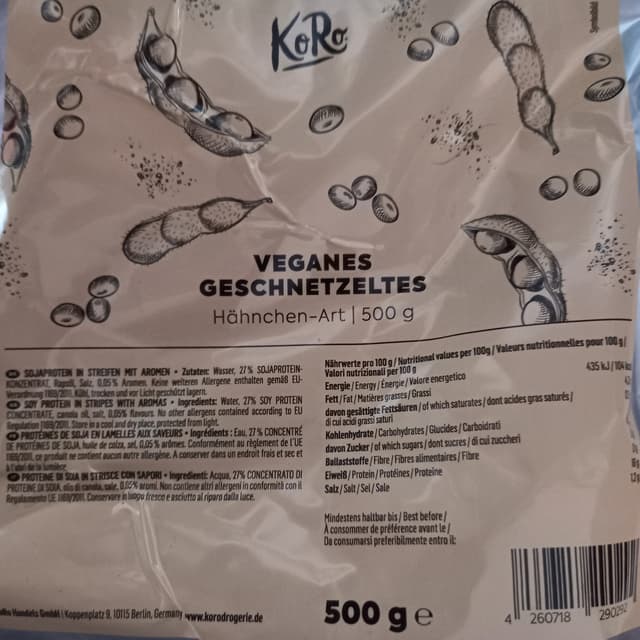 KoRo
VEGANES
GESCHNETZELTES
Hähnchen-Art | 500 g
SOJAPROTEIN IN STREIFEN MIT AROMEN • Zutaten: Wasser, 27% SOJAPROTEIN-
KONZENTRAT, Rapsöl, Salz, 0,05% Aromen. Keine weiteren Allergene enthalten gemäß EU-
Verordnung 1169/2011. Kühl, trocken und vor Licht geschützt lagern.
SOY PROTEIN IN STRIPES WITH AROMAS • Ingredients: Water, 27% SOY PROTEIN
CONCENTRATE, canola oil, salt, 0,05% flavours. No other allergens contained according to EU
Regulation 1169/2011. Store in a cool and dry place, protected from light.
PROTÉINES DE SOJA EN LAMELLES AUX SAVEURS • Ingrédients: Eau, 27% CONCENTRÉ
DE PROTÉINES DE SOJA, huile de colza, sel, 0,05% arômes. Conformément au règlement de l'UE
1169/2011, ce produit ne contient aucun autre allergène. A conserver dans un endroit frais et sec et
à l'abri de la lumière.
PROTEINE DI SOIA IN STRISCE CON SAPORI • Ingredienti: Acqua, 27% CONCENTRATO DI
PROTEINE DI SOIA, olio di canola, sale, 0,05% aromi. Non contiene altri allergeni in conformità con il
Regolamento UE 1169/2011. Conservare in luogo fresco e asciutto al riparo dalla luce.
Nährwerte pro 100 g / Nutritional values per 100g / Valeurs nutritionnelles pour 100 g /
Valori nutrizionali per 100 g
Energie / Energy / Énergie / Valore energetico 435 kJ / 104
Fett / Fat / Matières grasses / Grassi
davon gesättigte Fettsäuren / of which saturates / dont acides gras saturés /
di cui acidi grassi saturi
Kohlenhydrate / Carbohydrates / Glucides / Carboidrati
davon Zucker / of which sugars / dont sucres / di cui zuccheri
Ballaststoffe / Fibre / Fibres alimentaires / Fibre
Eiweiß / Protein / Protéines / Proteine
Salz / Salt / Sel / Sale
Mindestens haltbar bis / Best before /
À consommer de préférence avant le /
Da consumarsi preferibilmente entro il:
Handels GmbH | Koppenplatz 9, 10115 Berlin, Germany www.korodrogerie.de
500 g e
4 260718 290292